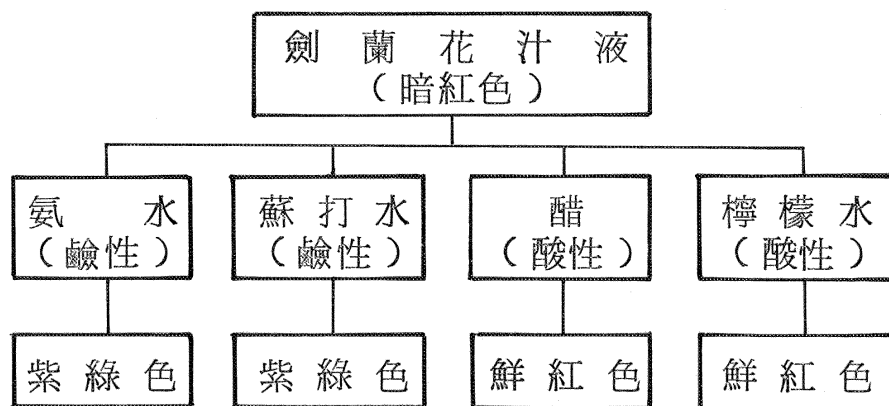 劍蘭花汁液
（暗紅色）
氨水
（鹼性）
蘇打水
（鹼性）
醋
（酸性）
檸檬水
（酸性）
紫綠色
紫綠色
鮮紅色
鮮紅色